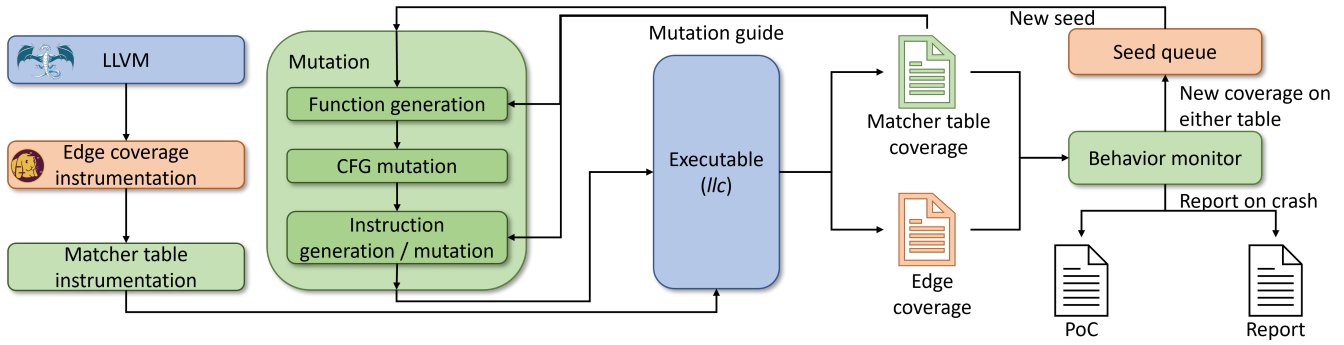 LLVM
Edge coverage
instrumentation
Matcher table
instrumentation
Mutation
Function generation
CFG mutation
Instruction
generation / mutation
Mutation guide
Executable
(llc)
Matcher table
coverage
Edge
coverage
New seed
Seed queue
New coverage on
either table
Behavior monitor
Report on crash
PoC
Report